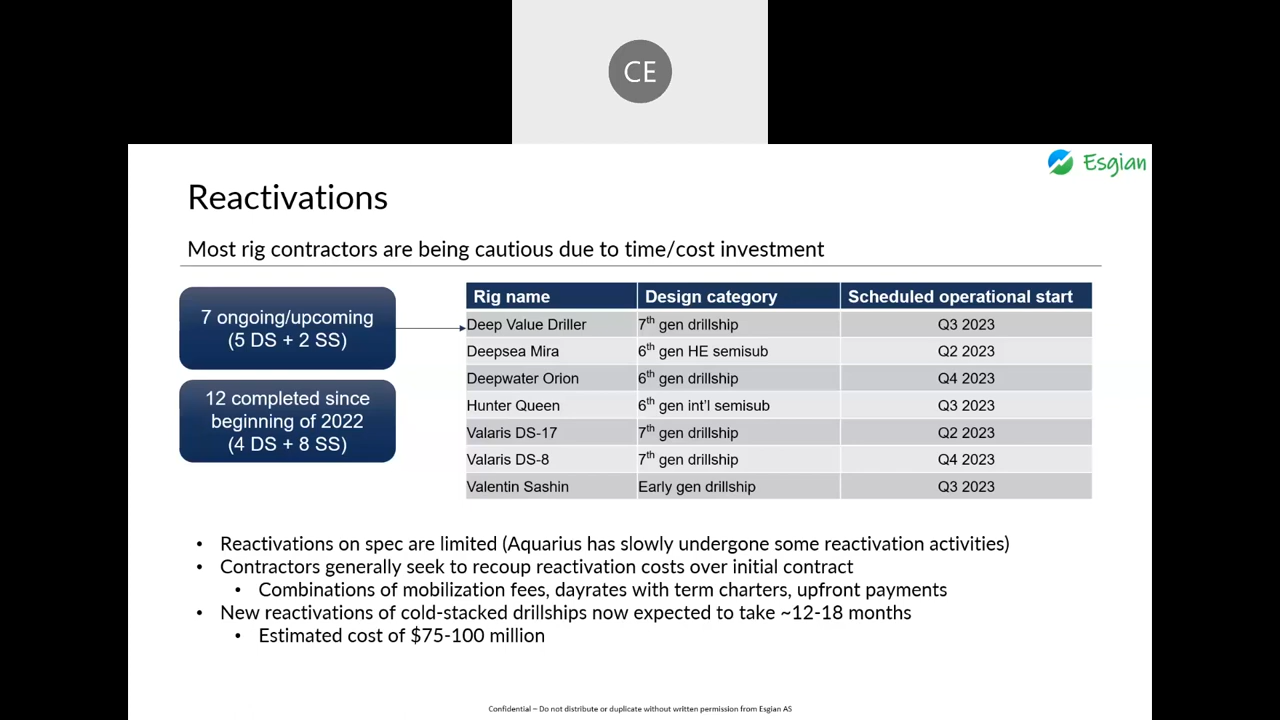 CE
Esgian
Reactivations
Most rig contractors are being cautious due to time/cost investment
7 ongoing/upcoming
(5 DS + 2 SS)
12 completed since
beginning of 2022
(4 DS + 8 SS)
Rig name Design category Scheduled operational start
Deep Value Driller 7th gen drillship Q3 2023
Deepsea Mira 6th gen HE semisub Q2 2023
Deepwater Orion 6th gen drillship Q4 2023
Hunter Queen 6th gen int'l semisub Q3 2023
Valaris DS-17 7th gen drillship Q2 2023
Valaris DS-8 7th gen drillship Q4 2023
Valentin Sashin Early gen drillship Q3 2023
• Reactivations on spec are limited (Aquarius has slowly undergone some reactivation activities)
• Contractors generally seek to recoup reactivation costs over initial contract
• Combinations of mobilization fees, dayrates with term charters, upfront payments
• New reactivations of cold-stacked drillships now expected to take ~12-18 months
• Estimated cost of $75-100 million
Confidential – Do not distribute or duplicate without written permission from Esgian AS